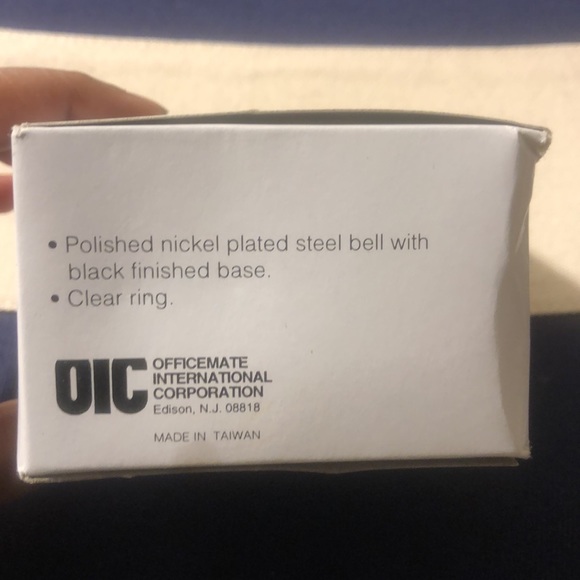 • Polished nickel plated steel bell with
black finished base.
• Clear ring.
OIC
OFFICEMATE
INTERNATIONAL
CORPORATION
Edison, N.J. 08818
MADE IN TAIWAN